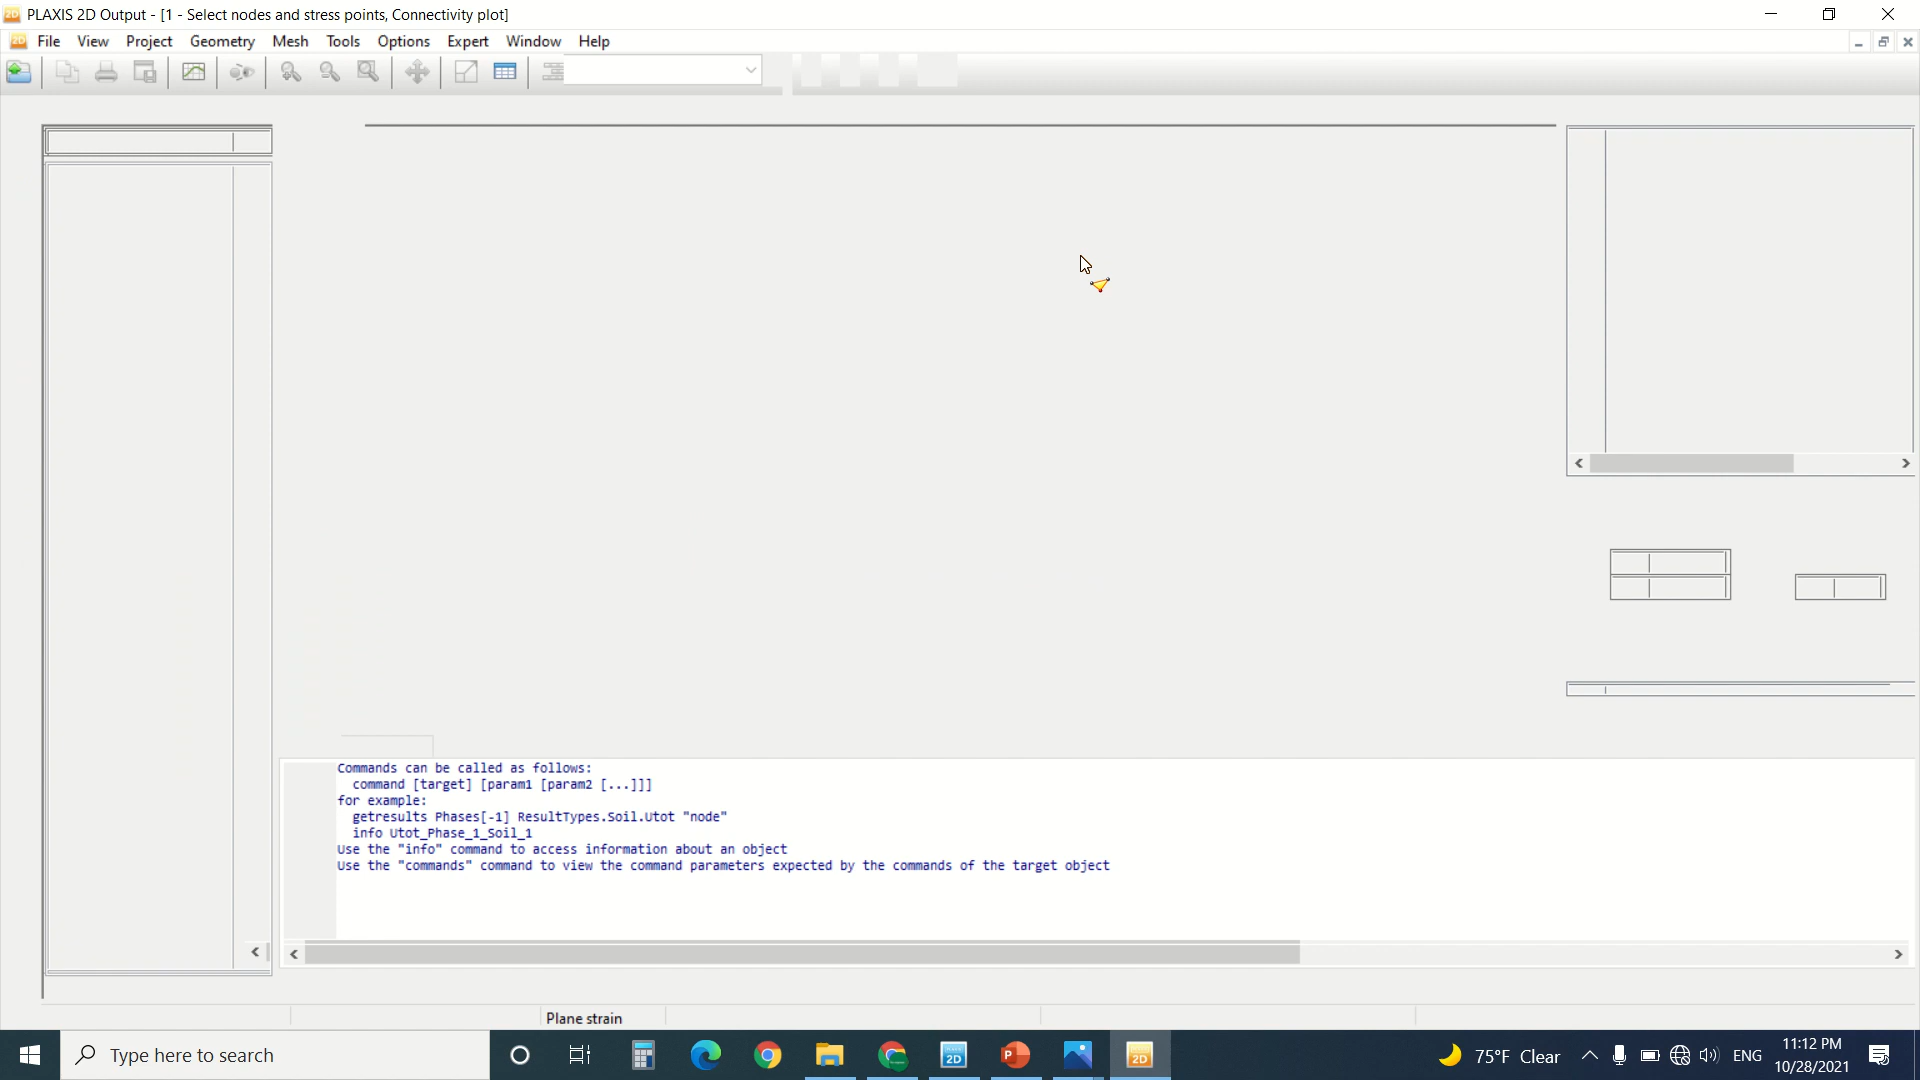 PLAXIS 2D Output - [1 - Select nodes and stress points, Connectivity plot]
2D File View Project Geometry Mesh Tools Options Expert Window Help
Commands can be called as follows:
command [target] [param1 [param2 [...]]]
for example:
getresults Phases[-1] ResultTypes.Soil.Utot "node"
info Utot_Phase_1_Soil_1
Use the "info" command to access information about an object
Use the "commands" command to view the command parameters expected by the commands of the target object
Plane strain
Type here to search
2D
P
2D
75°F Clear
ENG
11:12 PM
10/28/2021